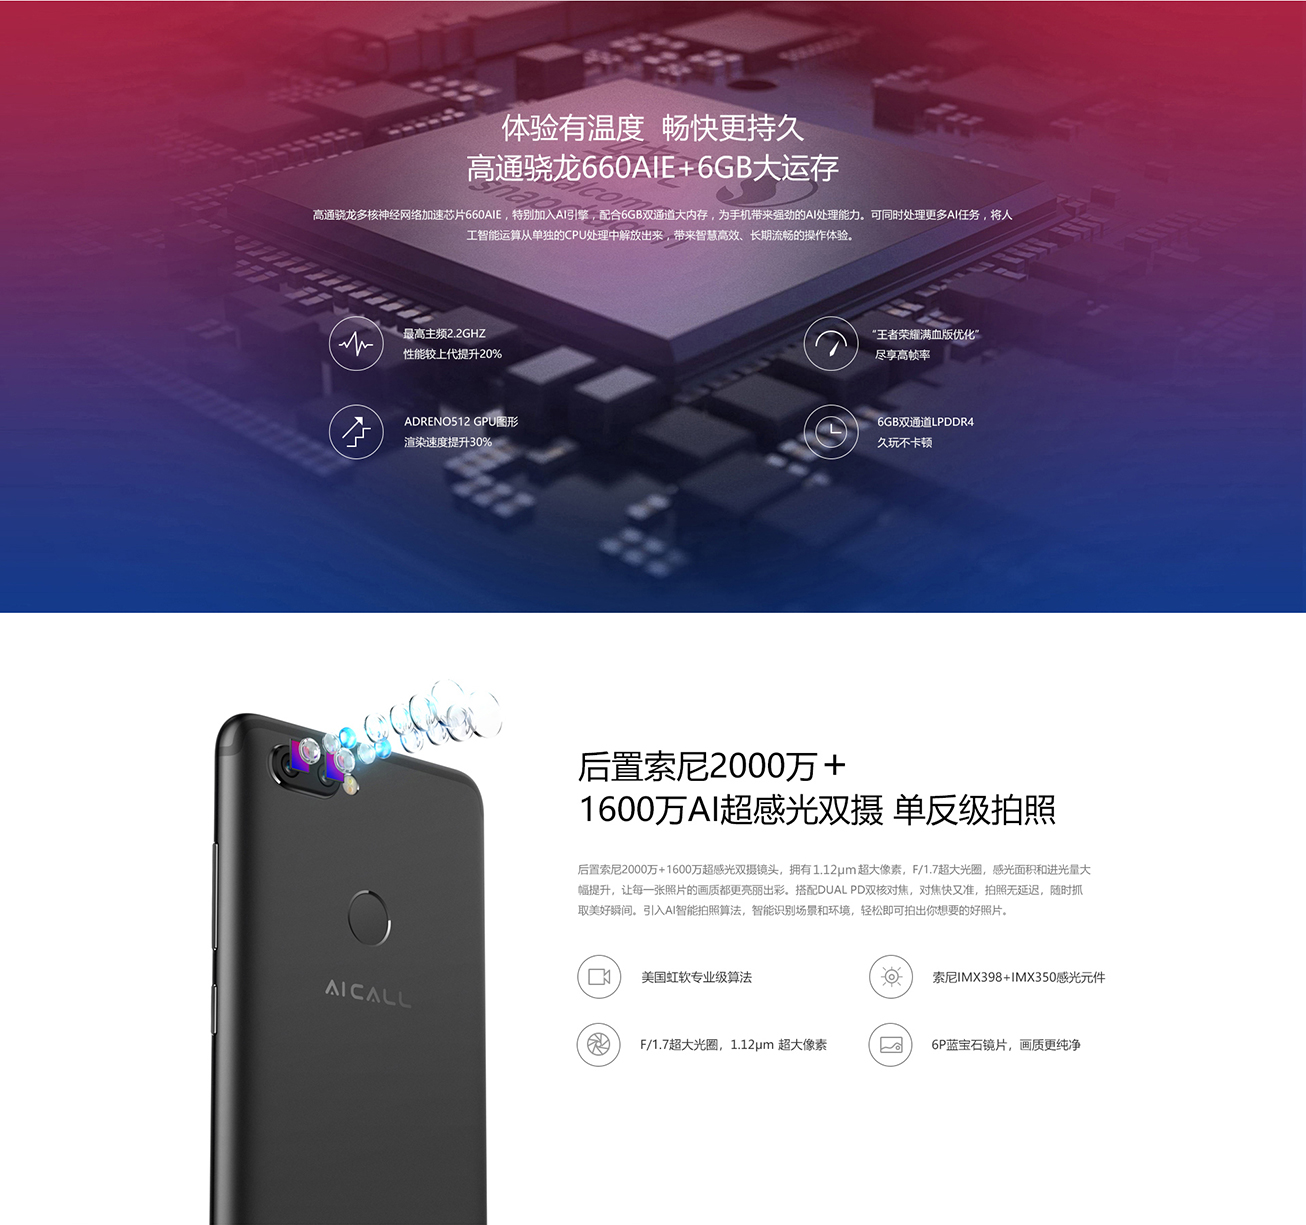 体验有温度 畅快更持久
高通骁龙660AIE+6GB大运存
高通骁龙多核神经网络加速芯片660AIE，特别加入AI引擎，配合6GB双通道大内存，为手机带来强劲的AI处理能力。可同时处理更多AI任务，将人
工智能运算从单独的CPU处理中解放出来，带来智慧高效、长期流畅的操作体验。
最高主频2.2GHZ
性能较上代提升20%
“王者荣耀满血版优化”
尽享高帧率
ADRENO512 GPU图形
渲染速度提升30%
6GB双通道LPDDR4
久玩不卡顿
后置索尼2000万+
1600万AI超感光双摄 单反级拍照
后置索尼2000万+1600万超感光双摄镜头，拥有1.12μm超大像素，F/1.7超大光圈，感光面积和进光量大
幅提升，让每一张照片的画质都更亮丽出彩。搭配DUAL PD双核对焦，对焦快又准，拍照无延迟，随时抓
取美好瞬间。引入AI智能拍照算法，智能识别场景和环境，轻松即可拍出你想要的好照片。
美国虹软专业级算法
索尼IMX398+IMX350感光元件
F/1.7超大光圈，1.12μm 超大像素
6P蓝宝石镜片，画质更纯净
AICALL